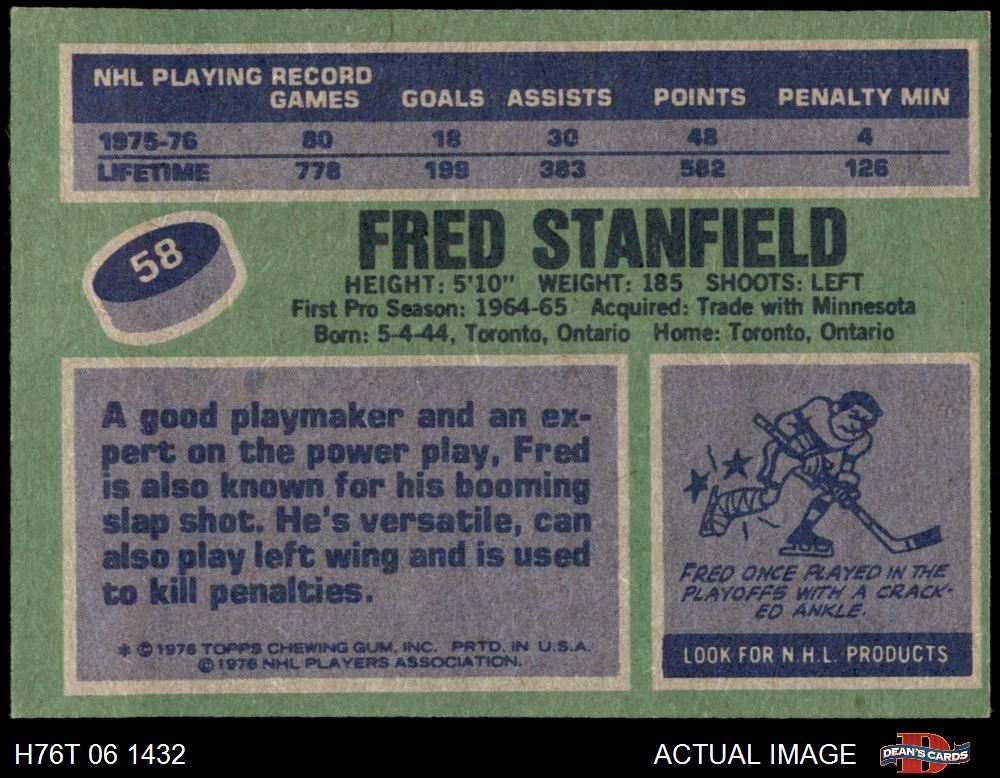 NHL PLAYING RECORD
GAMES GOALS ASSISTS POINTS PENALTY MIN
1975-76 80 18 30 48 4
LIFETIME 778 199 383 582 126
58
FRED STANFIELD
HEIGHT: 5'10" WEIGHT: 185 SHOOTS: LEFT
First Pro Season: 1964-65 Acquired: Trade with Minnesota
Born: 5-4-44, Toronto, Ontario Home: Toronto, Ontario
A good playmaker and an ex-
pert on the power play, Fred
is also known for his booming
slap shot. He's versatile, can
also play left wing and is used
to kill penalties.
* © 1976 TOPPS CHEWING GUM, INC. PRTD. IN U.S.A.
© 1976 NHL PLAYERS ASSOCIATION.
FRED ONCE PLAYED IN THE
PLAYOFFS WITH A CRACK-
ED ANKLE.
LOOK FOR N.H.L. PRODUCTS
H76T 06 1432
ACTUAL IMAGE
D
DEAN'S CARDS